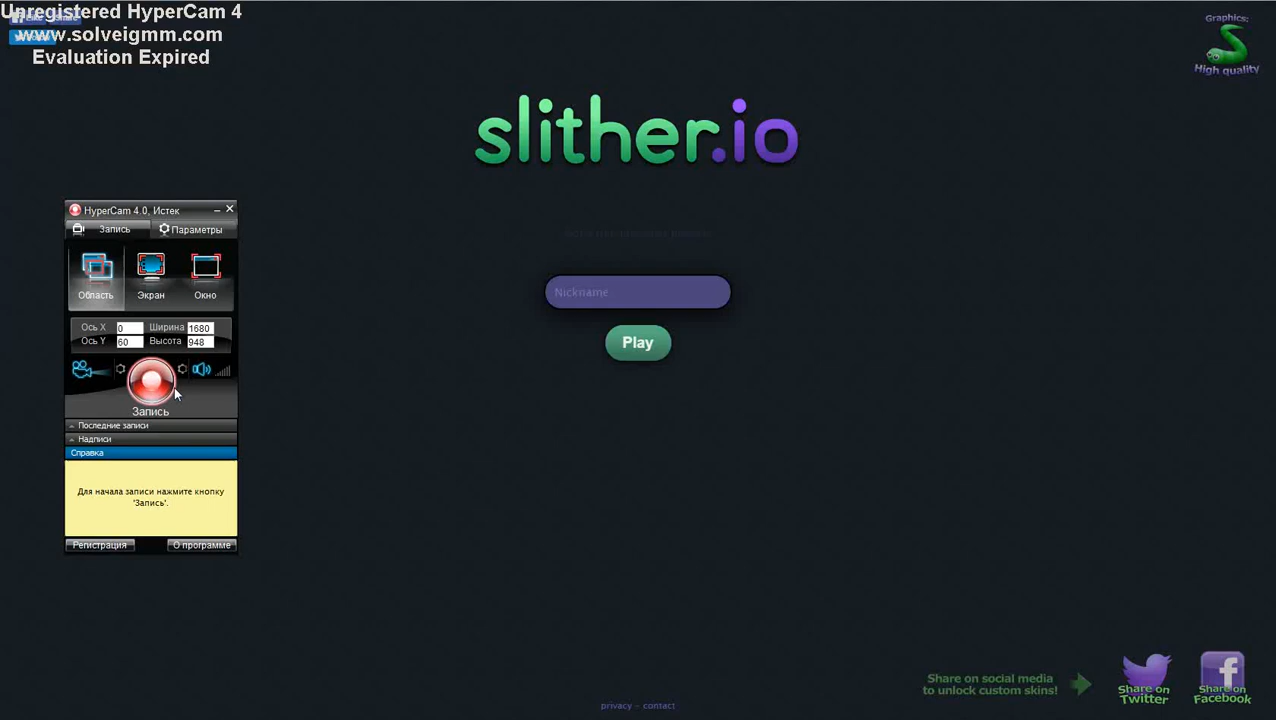 Unregistered HyperCam 4
www.solveigmm.com
Evaluation Expired
Graphics:
High quality
slither.io
HyperCam 4.0, Истек
Запись
Параметры
Область
Экран
Окно
Ось X 0 Ширина 1680
Ось Y 60 Высота 948
Запись
Последние записи
Надписи
Справка
Для начала записи нажмите кнопку
'Запись'.
Регистрация
О программе
Nickname
Play
Share on social media
to unlock custom skins!
Share on
Twitter
Share on
Facebook
privacy - contact